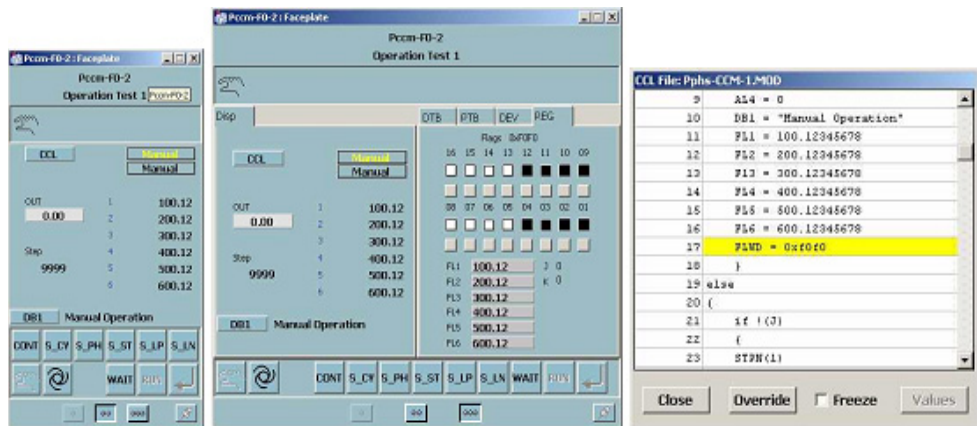 Pccm-F0-2 : Faceplate
Pccm-F0-2
Operation Test 1 Pccm-F0-2
CCL Manual
Manual
OUT 1 100.12
0.00 2 200.12
3 300.12
Step 4 400.12
9999 5 500.12
6 600.12
DB1 Manual Operation
CONT S_CY S_PH S_ST S_LP S_LN
WAIT RUN
Pccm-F0-2 : Faceplate
Pccm-F0-2
Operation Test 1
Disp DTB PTB DEV REG
Flags 0xF0F0
16 15 14 13 12 11 10 09
08 07 06 05 04 03 02 01
CCL Manual
Manual
OUT 1 100.12
0.00 2 200.12
3 300.12
Step 4 400.12
9999 5 500.12
6 600.12
DB1 Manual Operation
FL1 100.12 J 0
FL2 200.12 K 0
FL3 300.12
FL4 400.12
FL5 500.12
FL6 600.12
CONT S_CY S_PH S_ST S_LP S_LN WAIT RUN
CCL File: Pphs-CCM-1.MOD
9 AL4 = 0
10 DB1 = "Manual Operation"
11 FL1 = 100.12345678
12 FL2 = 200.12345678
13 FL3 = 300.12345678
14 FL4 = 400.12345678
15 FL5 = 500.12345678
16 FL6 = 600.12345678
17 FLWD = 0xf0f0
18 }
19 else
20 {
21 if !(J)
22 {
23 STPN(1)
Close Override Freeze Values